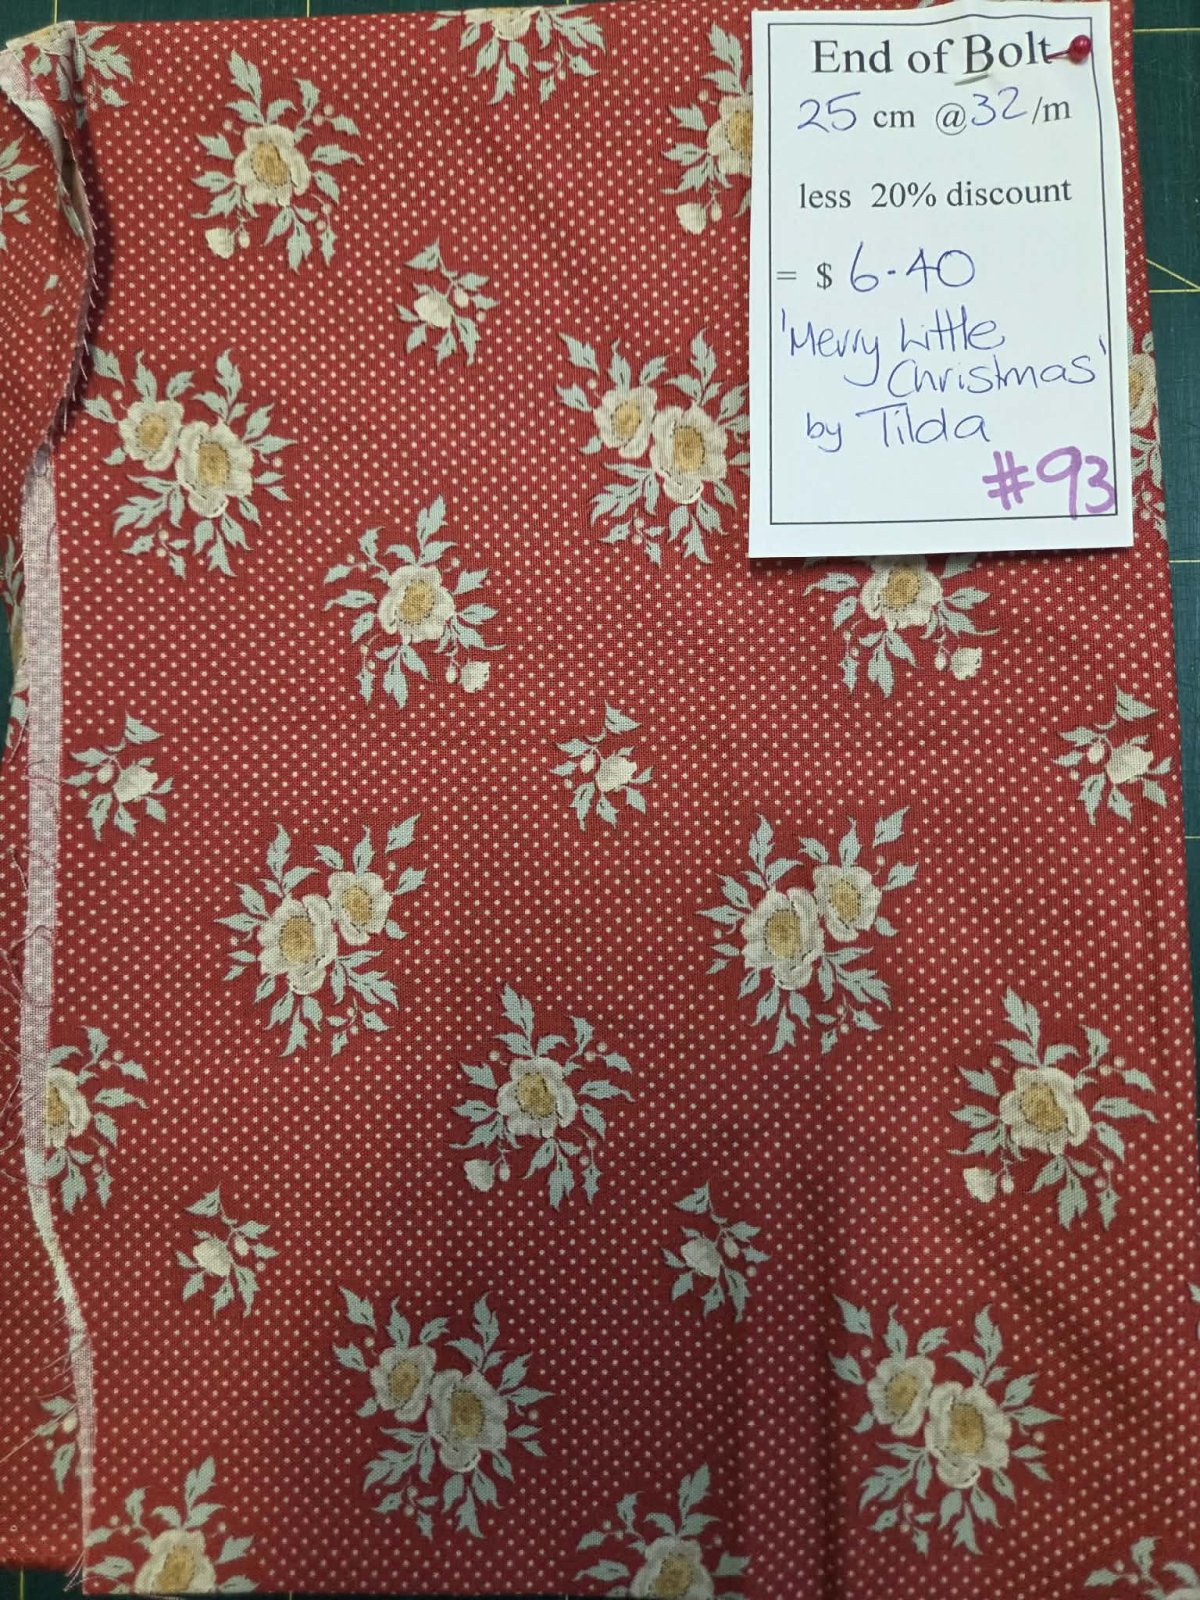 End of Bolt
25 cm @ 32 /m
less 20% discount
= $ 6.40
'Merry Little
Christmas'
by Tilda
#93